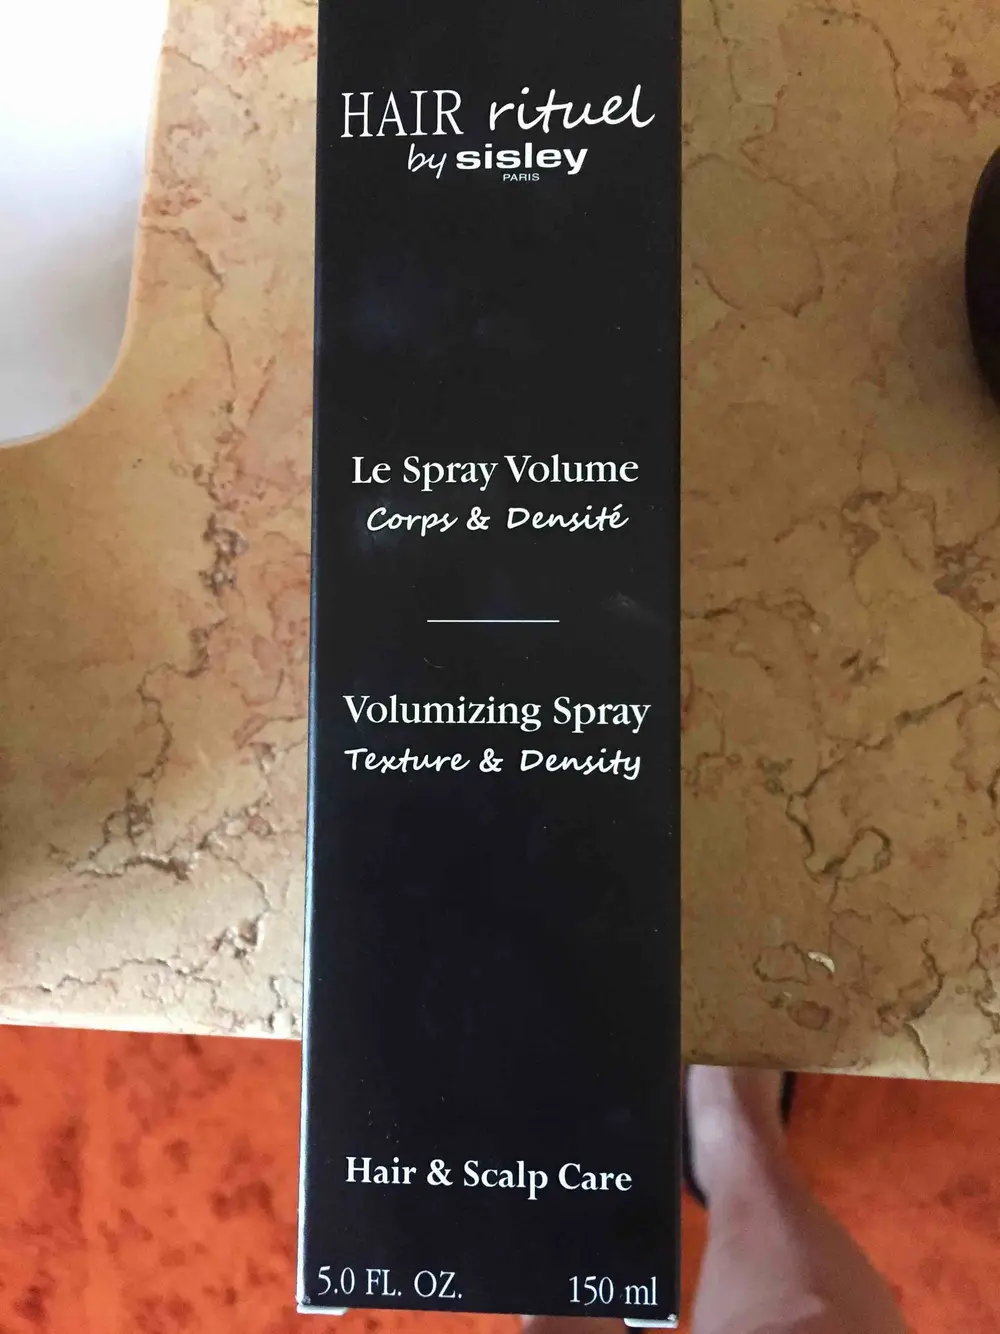 HAIR rituel
by sisley
PARIS
Le Spray Volume
Corps & Densité
Volumizing Spray
Texture & Density
Hair & Scalp Care
5.0 FL. OZ. 150 ml